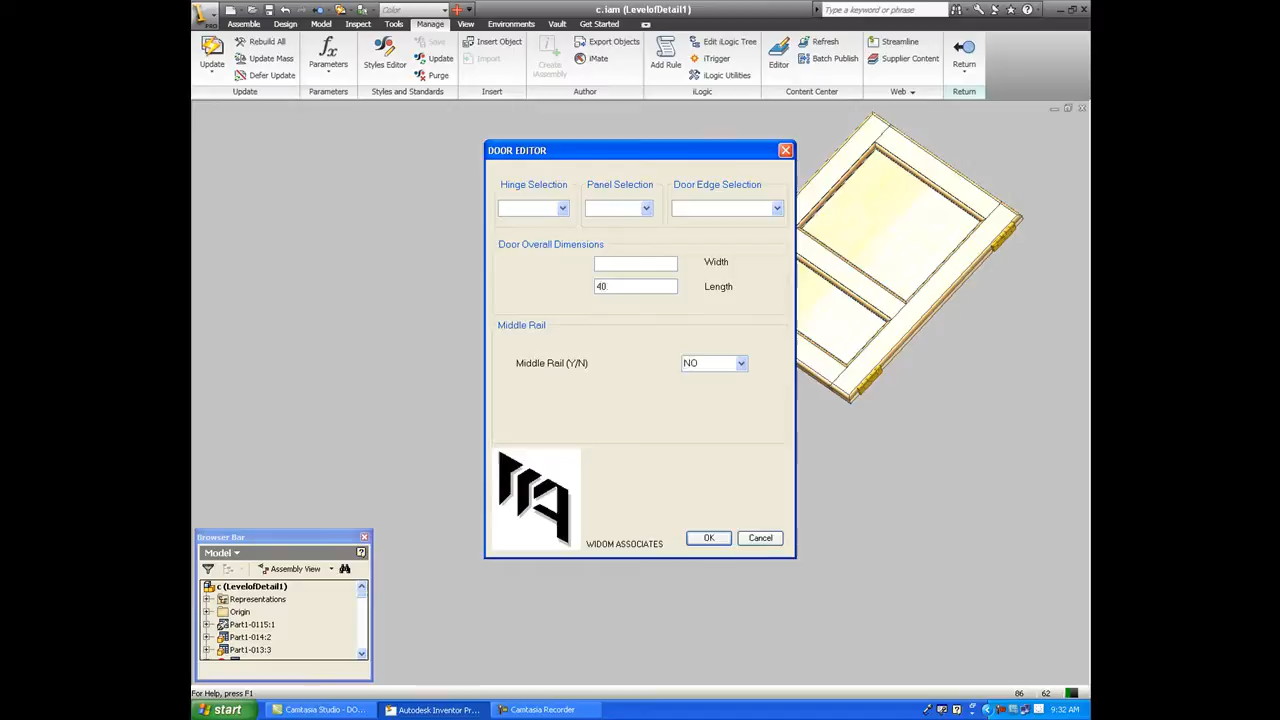 PRO
Color
c.iam (LevelofDetail1)
Type a keyword or phrase
Assemble Design Model Inspect Tools Manage View Environments Vault Get Started
Update
Rebuild All
Update Mass
Defer Update
Update
Parameters
Parameters
Styles Editor
Save
Update
Purge
Styles and Standards
Insert Object
Import
Insert
Create iAssembly
Export Objects
iMate
Author
Add Rule
Edit iLogic Tree
iTrigger
iLogic Utilities
iLogic
Editor
Refresh
Batch Publish
Content Center
Streamline
Supplier Content
Web
Return
Return
DOOR EDITOR
Hinge Selection Panel Selection Door Edge Selection
Door Overall Dimensions
Width
40. Length
Middle Rail
Middle Rail (Y/N) NO
WIDOM ASSOCIATES
OK Cancel
Browser Bar
Model
Assembly View
c (LevelofDetail1)
Representations
Origin
Part1-0115:1
Part1-014:2
Part1-013:3
For Help, press F1
86 62
start
Camtasia Studio - DO...
Autodesk Inventor Pr...
Camtasia Recorder
9:32 AM